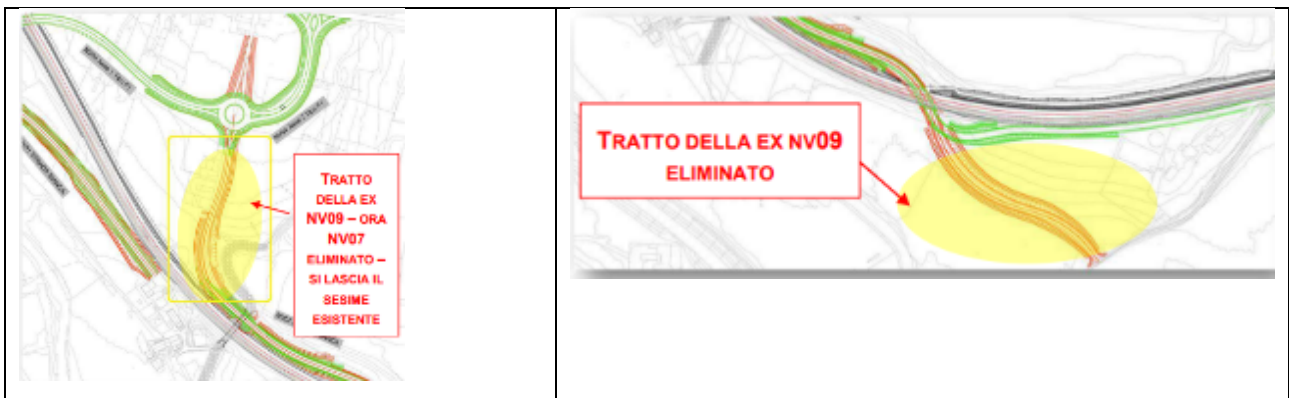 TRATTO
DELLA EX
NV09 – ORA
NV07
ELIMINATO –
SI LASCIA IL
SESIME
ESISTENTE
TRATTO DELLA EX NV09
ELIMINATO